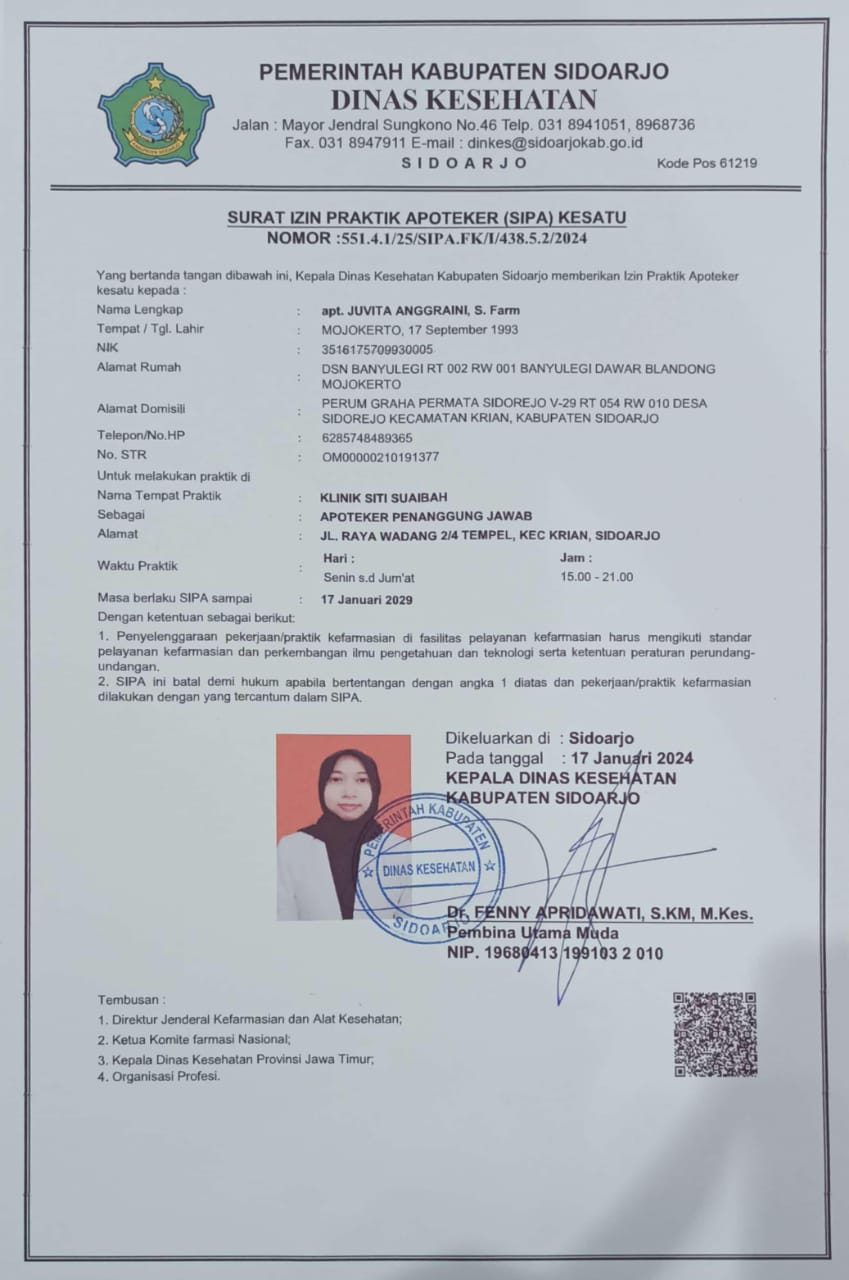 PEMERINTAH KABUPATEN SIDOARJO
DINAS KESEHATAN
Jalan : Mayor Jendral Sungkono No.46 Telp. 031 8941051, 8968736
Fax. 031 8947911 E-mail : dinkes@sidoarjokab.go.id
S I D O A R J O Kode Pos 61219
SURAT IZIN PRAKTIK APOTEKER (SIPA) KESATU
NOMOR :551.4.1/25/SIPA.FK/I/438.5.2/2024
Yang bertanda tangan dibawah ini, Kepala Dinas Kesehatan Kabupaten Sidoarjo memberikan Izin Praktik Apoteker
kesatu kepada :
Nama Lengkap : apt. JUVITA ANGGRAINI, S. Farm
Tempat / Tgl. Lahir : MOJOKERTO, 17 September 1993
NIK : 3516175709930005
Alamat Rumah : DSN BANYULEGI RT 002 RW 001 BANYULEGI DAWAR BLANDONG
MOJOKERTO
Alamat Domisili : PERUM GRAHA PERMATA SIDOREJO V-29 RT 054 RW 010 DESA
SIDOREJO KECAMATAN KRIAN, KABUPATEN SIDOARJO
Telepon/No.HP : 6285748489365
No. STR : OM00000210191377
Untuk melakukan praktik di
Nama Tempat Praktik : KLINIK SITI SUAIBAH
Sebagai : APOTEKER PENANGGUNG JAWAB
Alamat : JL. RAYA WADANG 2/4 TEMPEL, KEC KRIAN, SIDOARJO
Waktu Praktik : Hari : Jam :
Senin s.d Jum'at 15.00 - 21.00
Masa berlaku SIPA sampai : 17 Januari 2029
Dengan ketentuan sebagai berikut:
1. Penyelenggaraan pekerjaan/praktik kefarmasian di fasilitas pelayanan kefarmasian harus mengikuti standar
pelayanan kefarmasian dan perkembangan ilmu pengetahuan dan teknologi serta ketentuan peraturan perundang-
undangan.
2. SIPA ini batal demi hukum apabila bertentangan dengan angka 1 diatas dan pekerjaan/praktik kefarmasian
dilakukan dengan yang tercantum dalam SIPA.
Dikeluarkan di : Sidoarjo
Pada tanggal : 17 Januari 2024
KEPALA DINAS KESEHATAN
KABUPATEN SIDOARJO
PEMERINTAH KABUPATEN
DINAS KESEHATAN
SIDOARJO
Dr. FENNY APRIDAWATI, S.KM, M.Kes.
Pembina Utama Muda
NIP. 19680413 199103 2 010
Tembusan :
1. Direktur Jenderal Kefarmasian dan Alat Kesehatan;
2. Ketua Komite farmasi Nasional;
3. Kepala Dinas Kesehatan Provinsi Jawa Timur;
4. Organisasi Profesi.